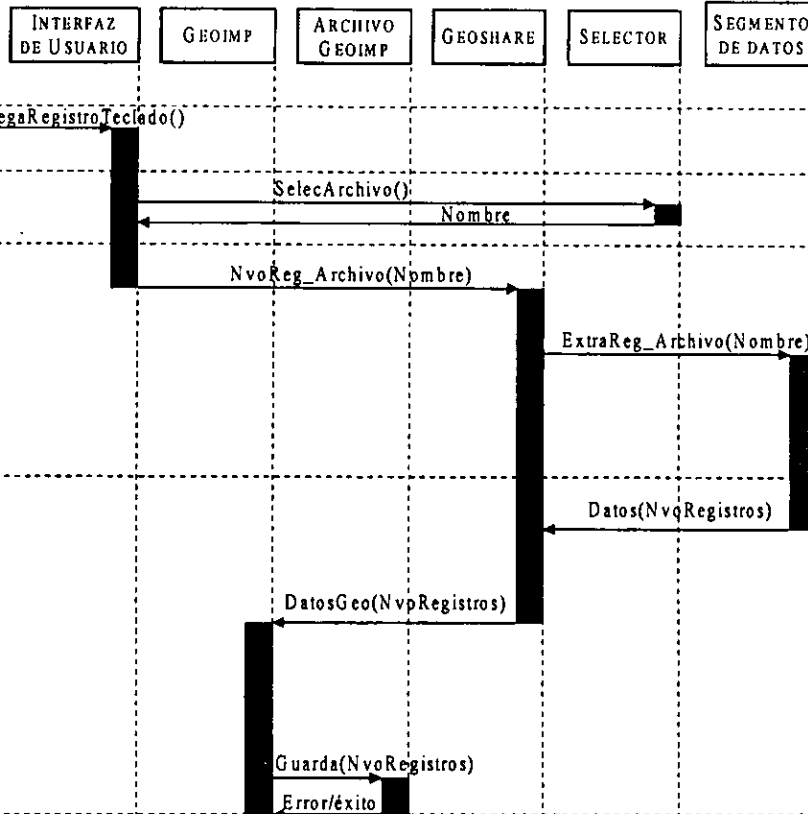 INTERFAZ
DE USUARIO
GEOIMP
ARCHIVO
GEOIMP
GEOSHARE
SELECTOR
SEGMENTO
DE DATOS
egaRegistroTeclado()
SelecArchivo()
Nombre
NvoReg_Archivo(Nombre)
ExtraReg_Archivo(Nombre)
Datos(NvoRegistros)
DatosGeo(NvoRegistros)
Guarda(NvoRegistros)
Error/éxito